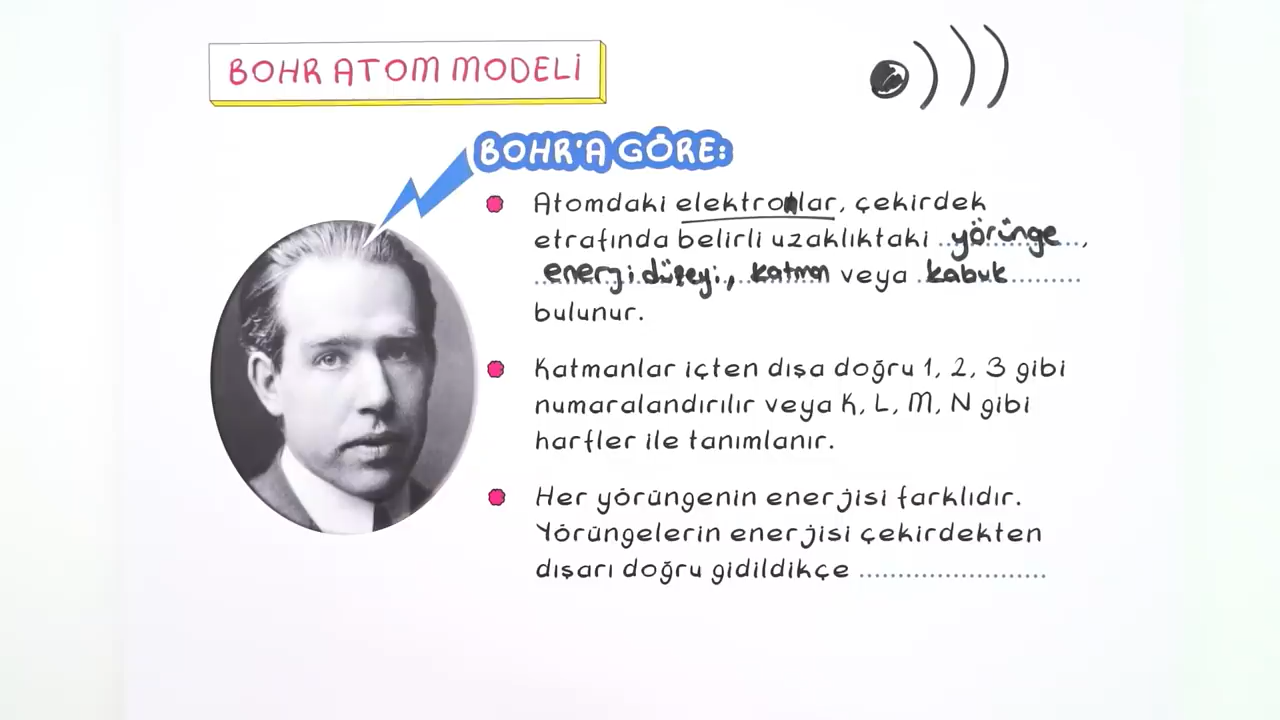 BOHR ATOM MODELİ
BOHR'A GÖRE:
Atomdaki elektronlar, çekirdek
etrafında belirli uzaklıktaki yörünge,
enerji düzeyi, katman veya kabuk
bulunur.
Katmanlar içten dışa doğru 1, 2, 3 gibi
numaralandırılır veya K, L, M, N gibi
harfler ile tanımlanır.
Her yörüngenin enerjisi farklıdır.
Yörüngelerin enerjisi çekirdekten
dışarı doğru gidildikçe ........................